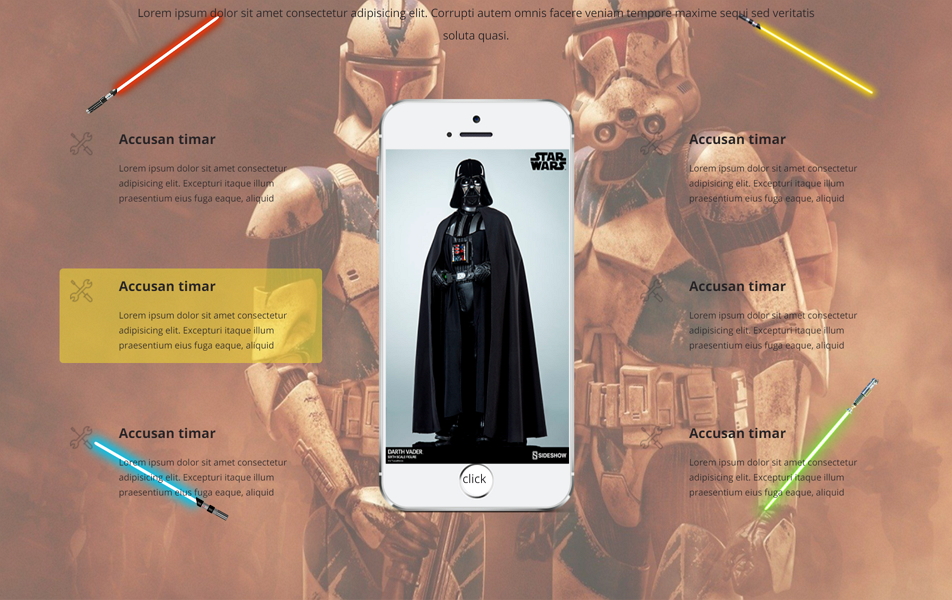 Lorem ipsum dolor sit amet consectetur adipisicing elit. Corrupti autem omnis facere veniam tempore maxime sequi sed veritatis
soluta quasi.
Accusan timar
Lorem ipsum dolor sit amet consectetur
adipisicing elit. Excepturi itaque illum
praesentium eius fuga eaque, aliquid
Accusan timar
Lorem ipsum dolor sit amet consectetur
adipisicing elit. Excepturi itaque illum
praesentium eius fuga eaque, aliquid
Accusan timar
Lorem ipsum dolor sit amet consectetur
adipisicing elit. Excepturi itaque illum
praesentium eius fuga eaque, aliquid
STAR
WARS
DARTH VADER
SIXTH SCALE FIGURE
SIDESHOW
click
Accusan timar
Lorem ipsum dolor sit amet consectetur
adipisicing elit. Excepturi itaque illum
praesentium eius fuga eaque, aliquid
Accusan timar
Lorem ipsum dolor sit amet consectetur
adipisicing elit. Excepturi itaque illum
praesentium eius fuga eaque, aliquid
Accusan timar
Lorem ipsum dolor sit amet consectetur
adipisicing elit. Excepturi itaque illum
praesentium eius fuga eaque, aliquid